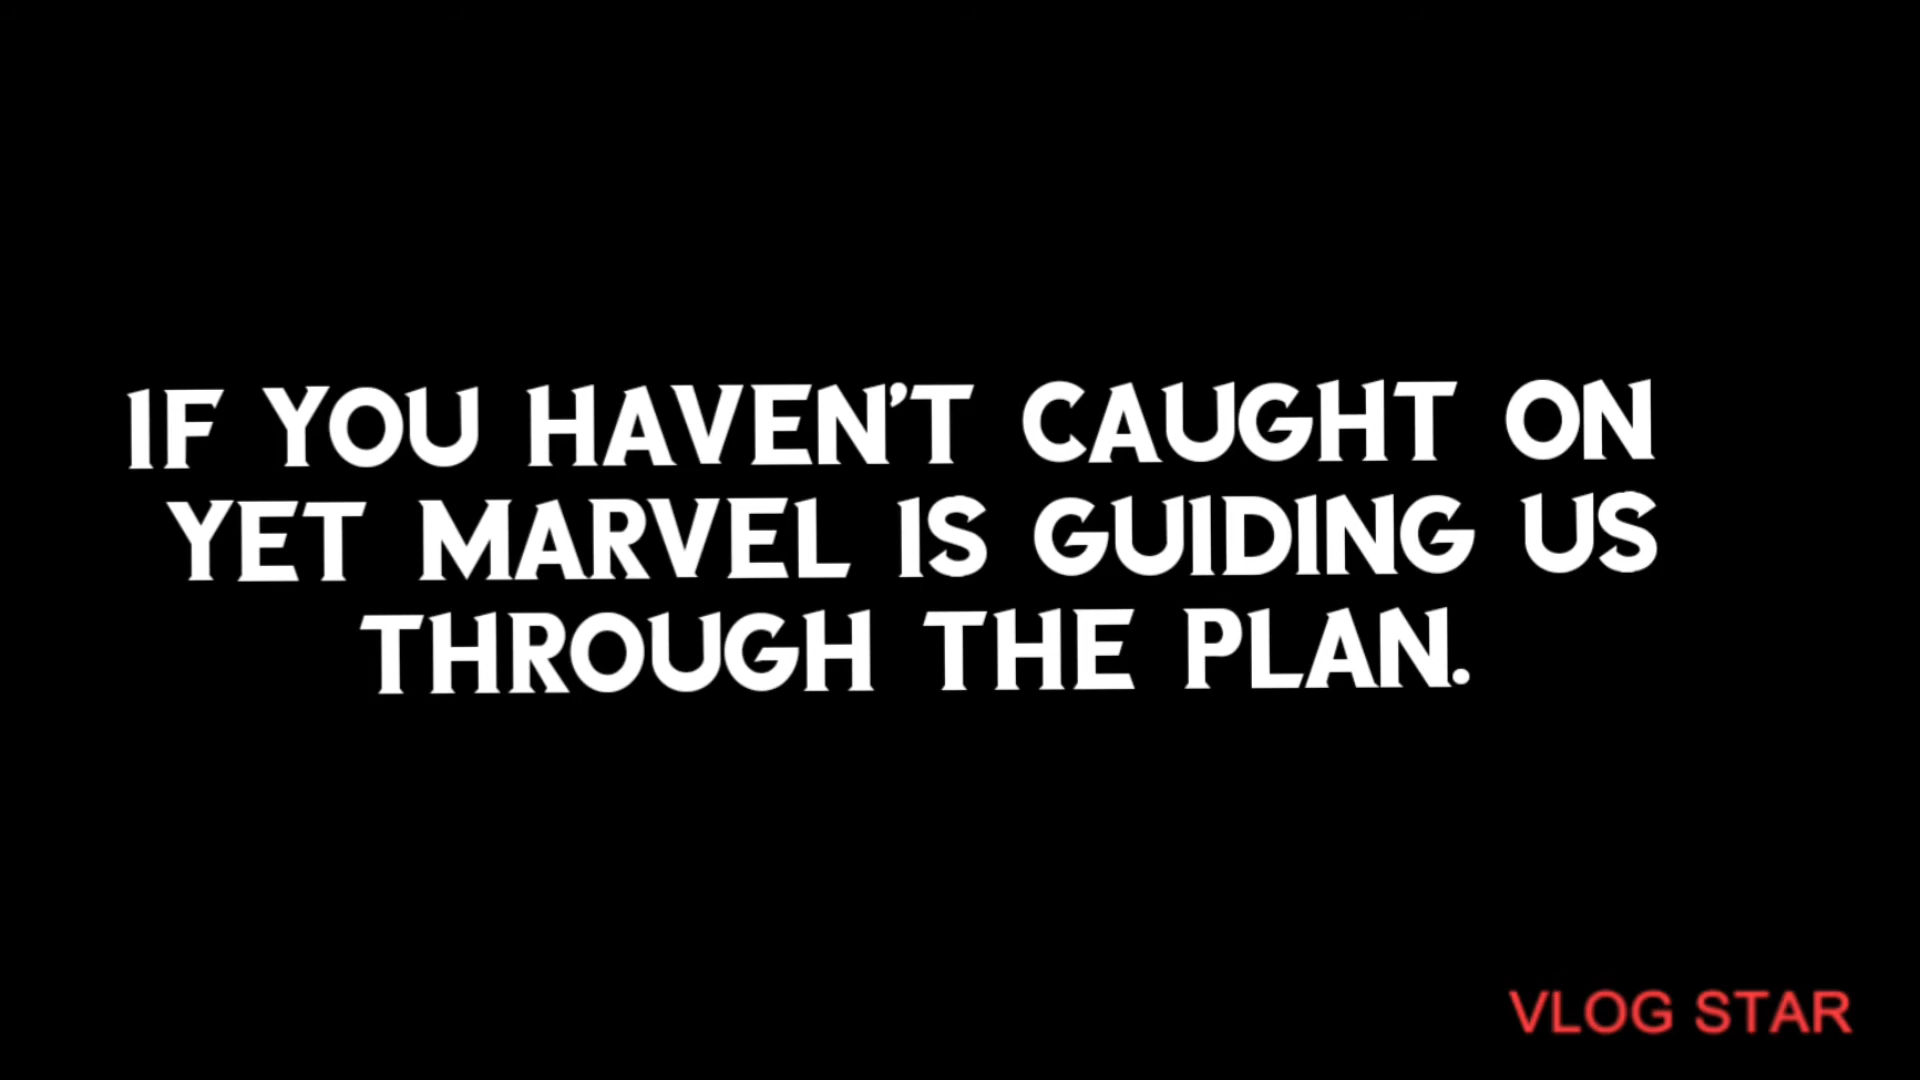 IF YOU HAVEN'T CAUGHT ON
YET MARVEL IS GUIDING US
THROUGH THE PLAN.
VLOG STAR